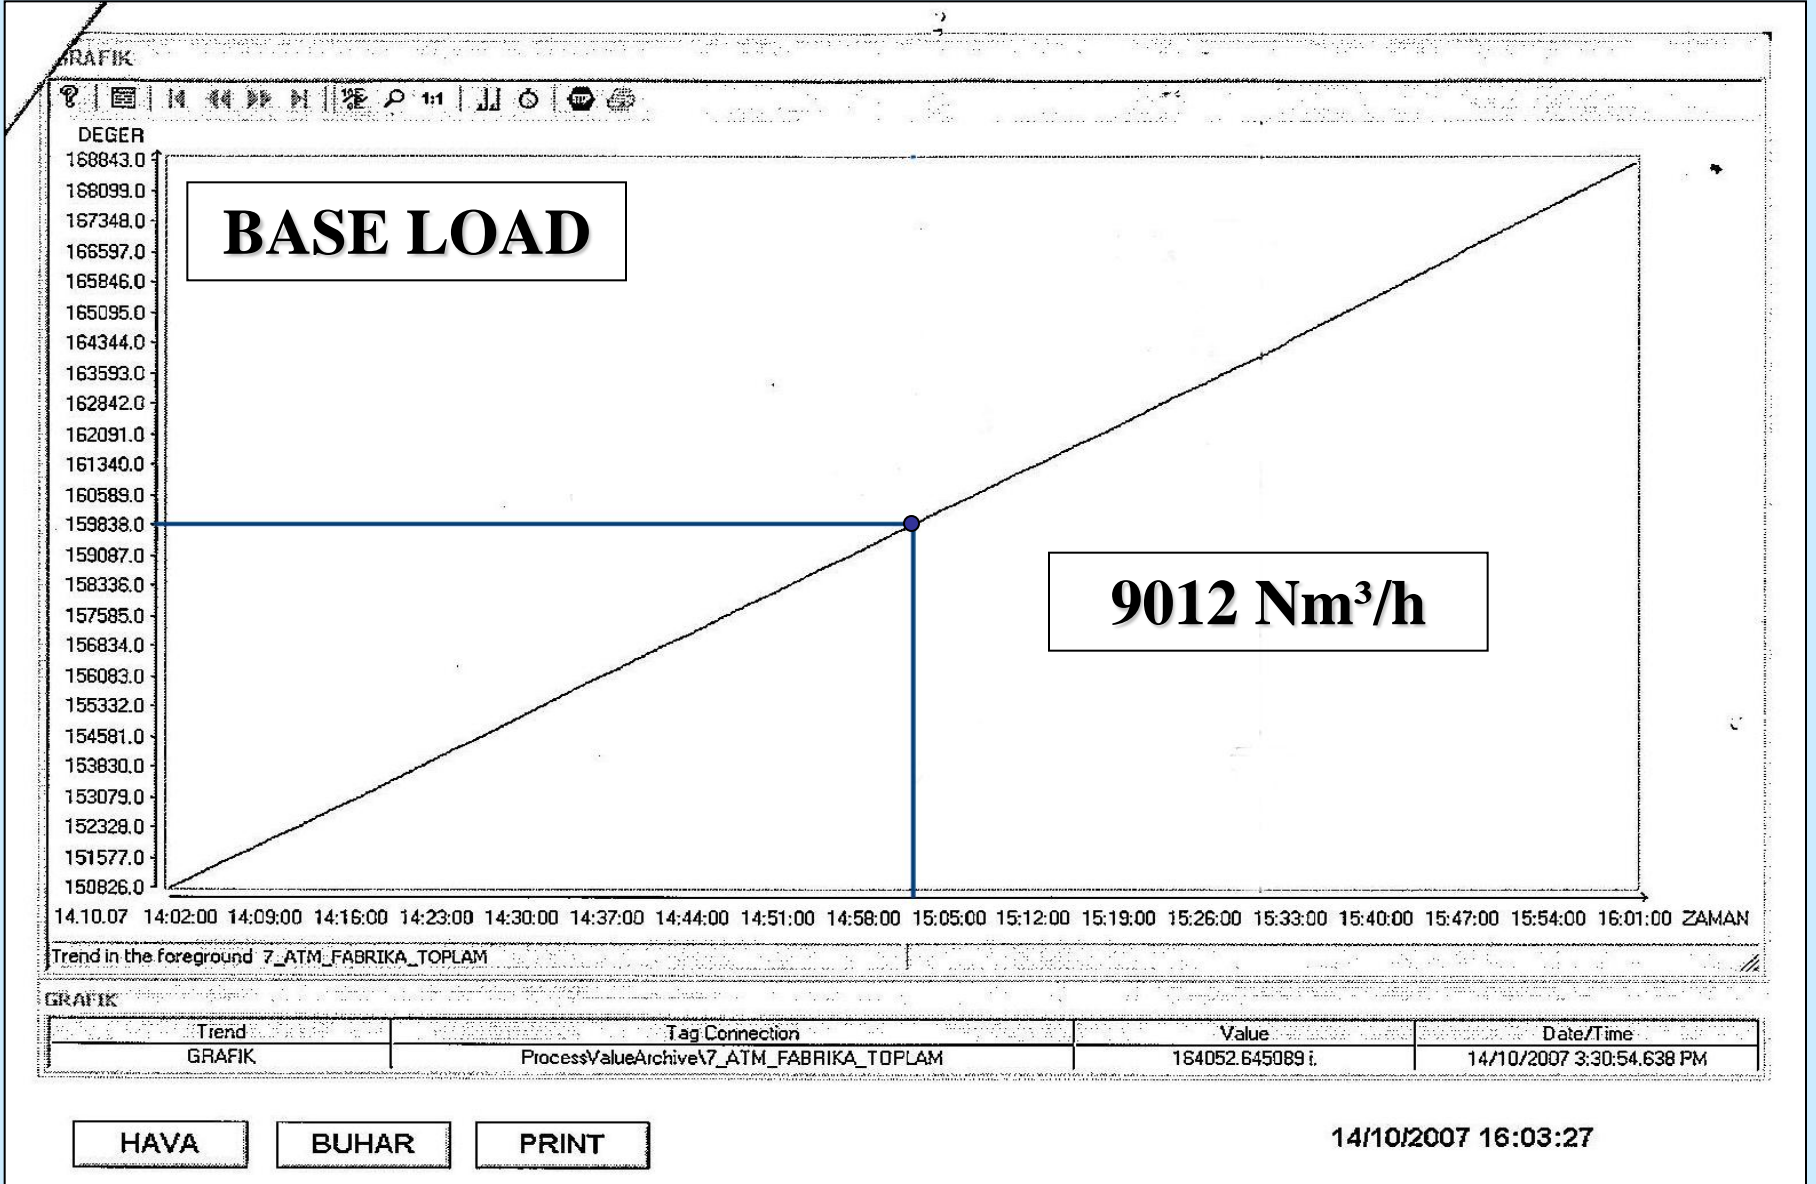 GRAFIK
1:1
DEGER
168843.0
168099.0
167348.0
166597.0
165846.0
165095.0
164344.0
163593.0
162842.0
162091.0
161340.0
160589.0
159838.0
159087.0
158336.0
157585.0
156834.0
156083.0
155332.0
154581.0
153830.0
153079.0
152328.0
151577.0
150826.0
BASE LOAD
9012 Nm³/h
14.10.07 14:02:00 14:09:00 14:16:00 14:23:00 14:30:00 14:37:00 14:44:00 14:51:00 14:58:00 15:05:00 15:12:00 15:19:00 15:26:00 15:33:00 15:40:00 15:47:00 15:54:00 16:01:00 ZAMAN
Trend in the foreground 7_ATM_FABRIKA_TOPLAM
GRAFIK
Trend Tag Connection Value Date/Time
GRAFIK ProcessValueArchive\7_ATM_FABRIKA_TOPLAM 164052.645089 i. 14/10/2007 3:30:54.638 PM
HAVA BUHAR PRINT 14/10/2007 16:03:27